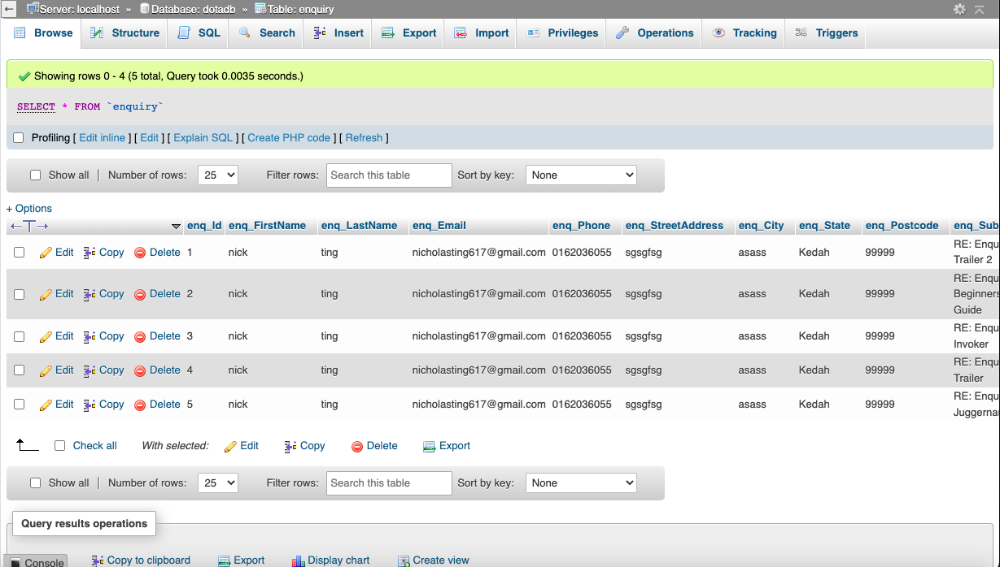 Server: localhost » Database: dotadb » Table: enquiry
Browse Structure SQL Search Insert Export Import Privileges Operations Tracking Triggers
Showing rows 0 - 4 (5 total, Query took 0.0035 seconds.)
SELECT * FROM `enquiry`
Profiling [ Edit inline ] [ Edit ] [ Explain SQL ] [ Create PHP code ] [ Refresh ]
Show all | Number of rows: 25 Filter rows: Search this table Sort by key: None
+ Options
←T→ enq_Id enq_FirstName enq_LastName enq_Email enq_Phone enq_StreetAddress enq_City enq_State enq_Postcode enq_Sub
Edit Copy Delete 1 nick ting nicholasting617@gmail.com 0162036055 sgsgfsg asass Kedah 99999 RE: Enqu
Trailer 2
Edit Copy Delete 2 nick ting nicholasting617@gmail.com 0162036055 sgsgfsg asass Kedah 99999 RE: Enqu
Beginners
Guide
Edit Copy Delete 3 nick ting nicholasting617@gmail.com 0162036055 sgsgfsg asass Kedah 99999 RE: Enqu
Invoker
Edit Copy Delete 4 nick ting nicholasting617@gmail.com 0162036055 sgsgfsg asass Kedah 99999 RE: Enqu
Trailer
Edit Copy Delete 5 nick ting nicholasting617@gmail.com 0162036055 sgsgfsg asass Kedah 99999 RE: Enqu
Juggerna
Check all With selected: Edit Copy Delete Export
Show all | Number of rows: 25 Filter rows: Search this table Sort by key: None
Query results operations
Console Copy to clipboard Export Display chart Create view